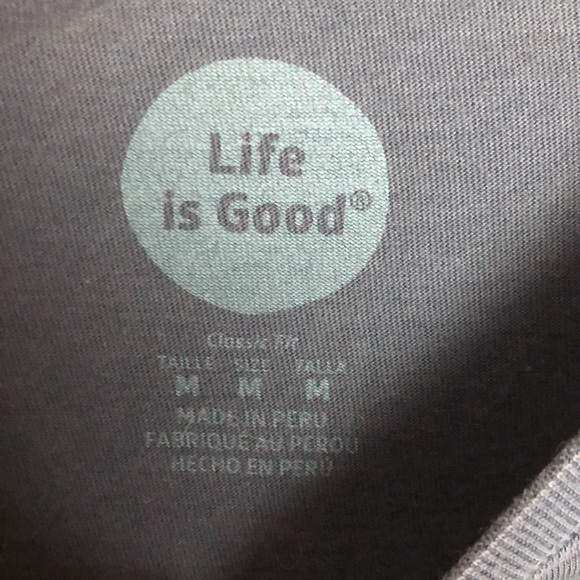 Life
is Good®
Classic Fit
TAILLE SIZE TALLA
M M M
MADE IN PERU
FABRIQUÉ AU PÉROU
HECHO EN PERÚ